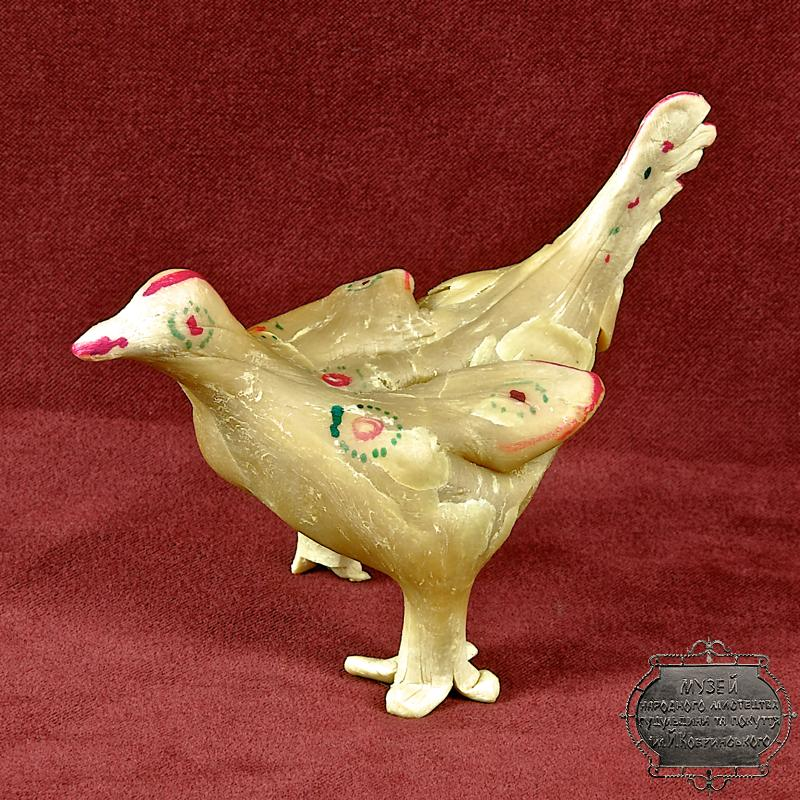 МУЗЕЙ
НАРОДНОГО МИСТЕЦТВА
ГУЦУЛЬЩИНИ ТА ПОКУТТЯ
ІМ. Й. КОБРИНСЬКОГО